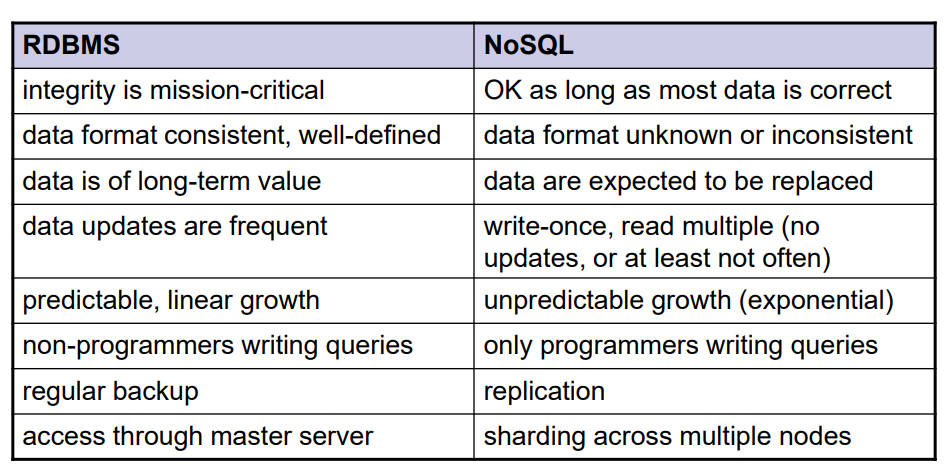 RDBMS NoSQL
integrity is mission-critical OK as long as most data is correct
data format consistent, well-defined data format unknown or inconsistent
data is of long-term value data are expected to be replaced
data updates are frequent write-once, read multiple (no
updates, or at least not often)
predictable, linear growth unpredictable growth (exponential)
non-programmers writing queries only programmers writing queries
regular backup replication
access through master server sharding across multiple nodes